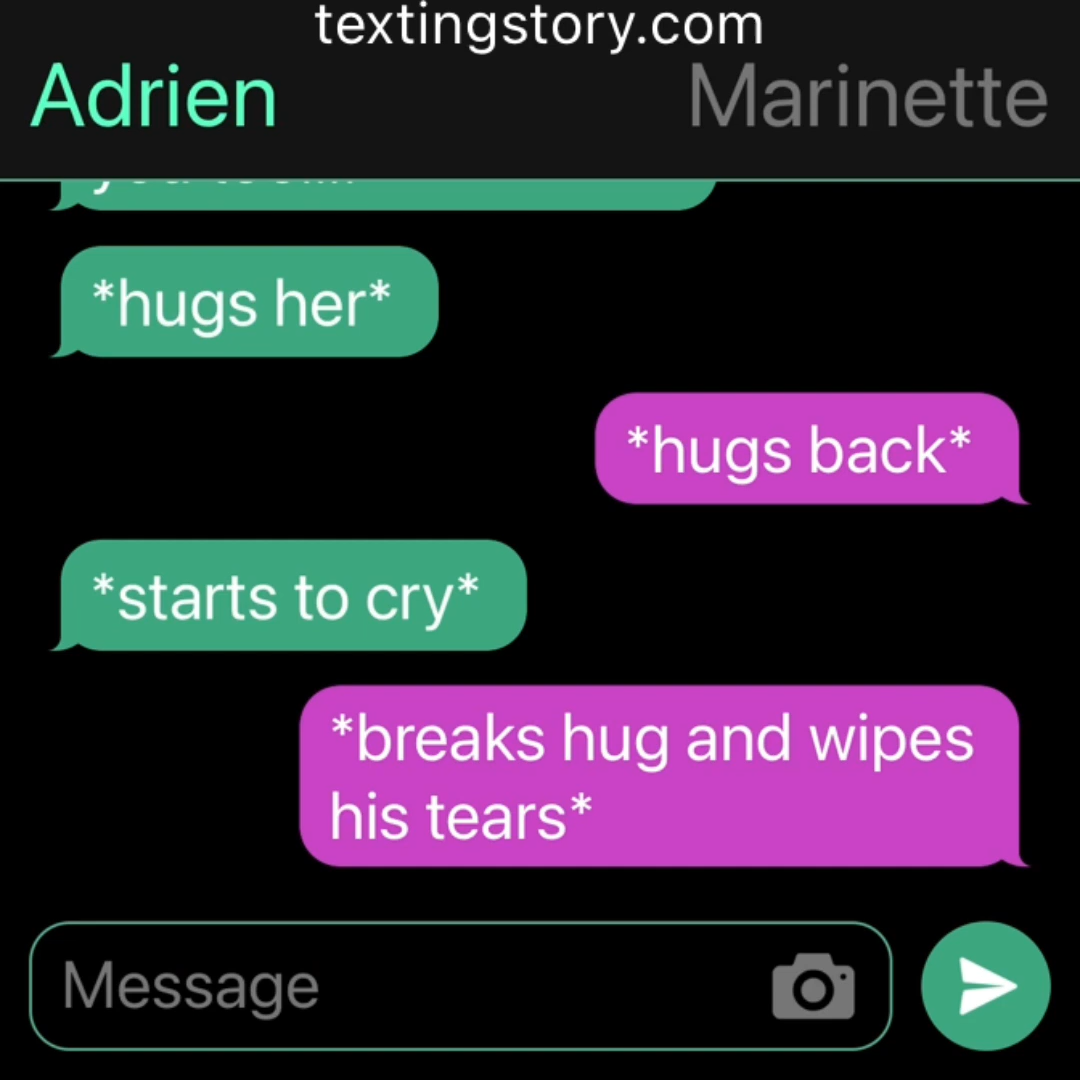 textingstory.com
Adrien Marinette
*hugs her*
*hugs back*
*starts to cry*
*breaks hug and wipes
his tears*
Message